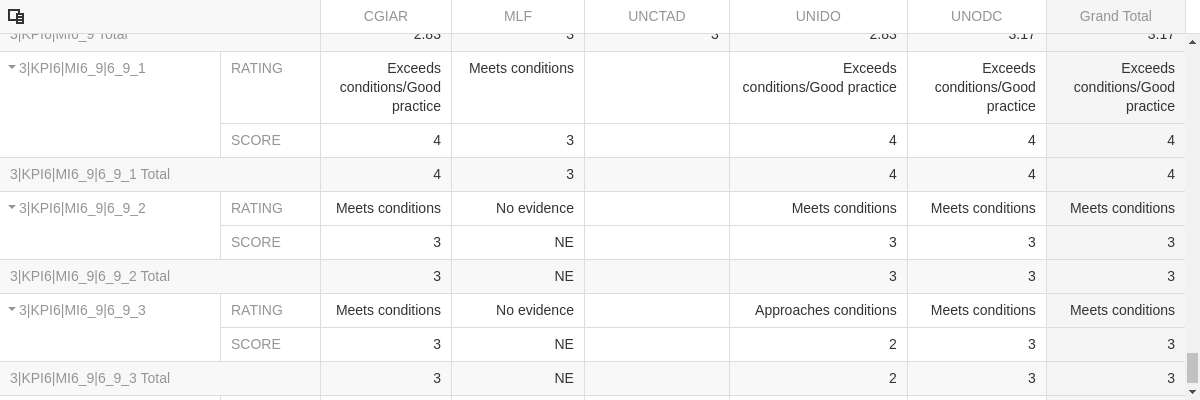 CGIAR MLF UNCTAD UNIDO UNODC Grand Total
3|KPI6|MI6_9 Total 2.83 3 3 2.83 3.17 3.17
3|KPI6|MI6_9|6_9_1 RATING Exceeds Meets conditions Exceeds Exceeds Exceeds
conditions/Good conditions/Good practice conditions/Good conditions/Good
practice practice practice
SCORE 4 3 4 4 4
3|KPI6|MI6_9|6_9_1 Total 4 3 4 4 4
3|KPI6|MI6_9|6_9_2 RATING Meets conditions No evidence Meets conditions Meets conditions Meets conditions
SCORE 3 NE 3 3 3
3|KPI6|MI6_9|6_9_2 Total 3 NE 3 3 3
3|KPI6|MI6_9|6_9_3 RATING Meets conditions No evidence Approaches conditions Meets conditions Meets conditions
SCORE 3 NE 2 3 3
3|KPI6|MI6_9|6_9_3 Total 3 NE 2 3 3